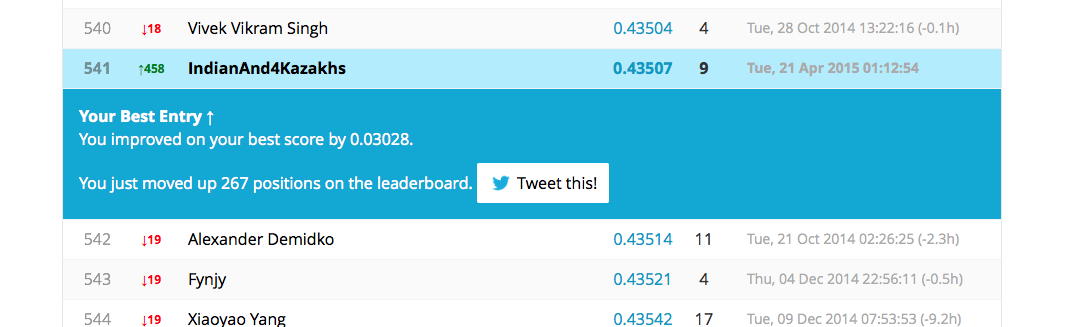 540 ↓18 Vivek Vikram Singh 0.43504 4 Tue, 28 Oct 2014 13:22:16 (-0.1h)
541 ↑458 IndianAnd4Kazakhs 0.43507 9 Tue, 21 Apr 2015 01:12:54
Your Best Entry ↑
You improved on your best score by 0.03028.
You just moved up 267 positions on the leaderboard. Tweet this!
542 ↓19 Alexander Demidko 0.43514 11 Tue, 21 Oct 2014 02:26:25 (-2.3h)
543 ↓19 Fynjy 0.43521 4 Thu, 04 Dec 2014 22:56:11 (-0.5h)
544 ↓19 Xiaoyao Yang 0.43542 17 Tue, 09 Dec 2014 07:53:53 (-9.2h)